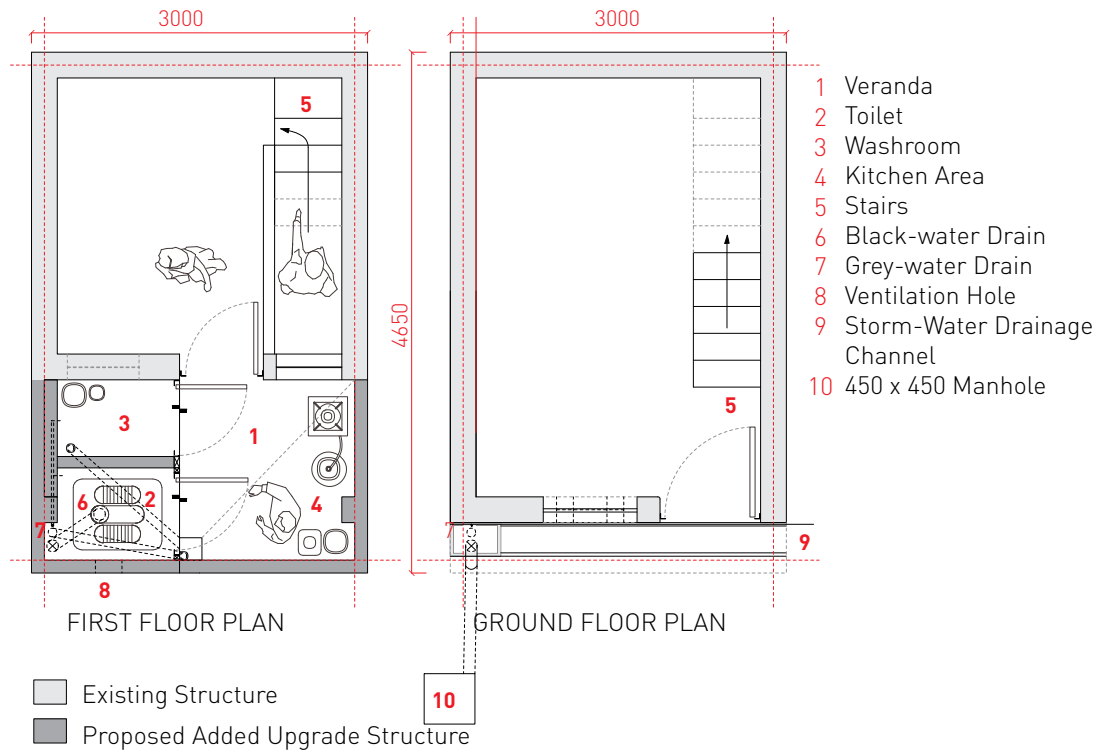 3000
3000
1 Veranda
2 Toilet
3 Washroom
4 Kitchen Area
5 Stairs
6 Black-water Drain
7 Grey-water Drain
8 Ventilation Hole
9 Storm-Water Drainage
Channel
10 450 x 450 Manhole
5
4650
5
3
1
6
2
4
7
7
9
8
FIRST FLOOR PLAN
GROUND FLOOR PLAN
10
Existing Structure
Proposed Added Upgrade Structure